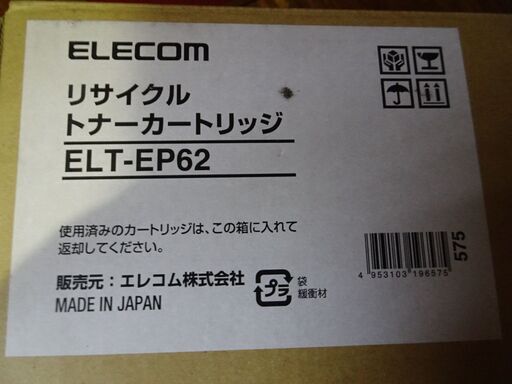 ELECOM
リサイクル
トナーカートリッジ
ELT-EP62
使用済みのカートリッジは、この箱に入れて
返却してください。
販売元：エレコム株式会社
MADE IN JAPAN
プラ
袋
緩衝材
4 953103 196575
575